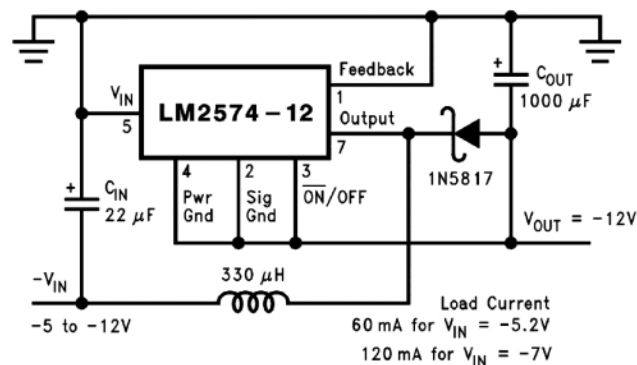 Feedback
+
C_OUT
1000 μF
V_IN
5
LM2574-12
1
Output
7
1N5817
+
C_IN
22 μF
4
Pwr
Gnd
2
Sig
Gnd
3
O̅N̅/OFF
V_OUT = -12V
-V_IN
330 μH
-5 to -12V
Load Current
60 mA for V_IN = -5.2V
120 mA for V_IN = -7V